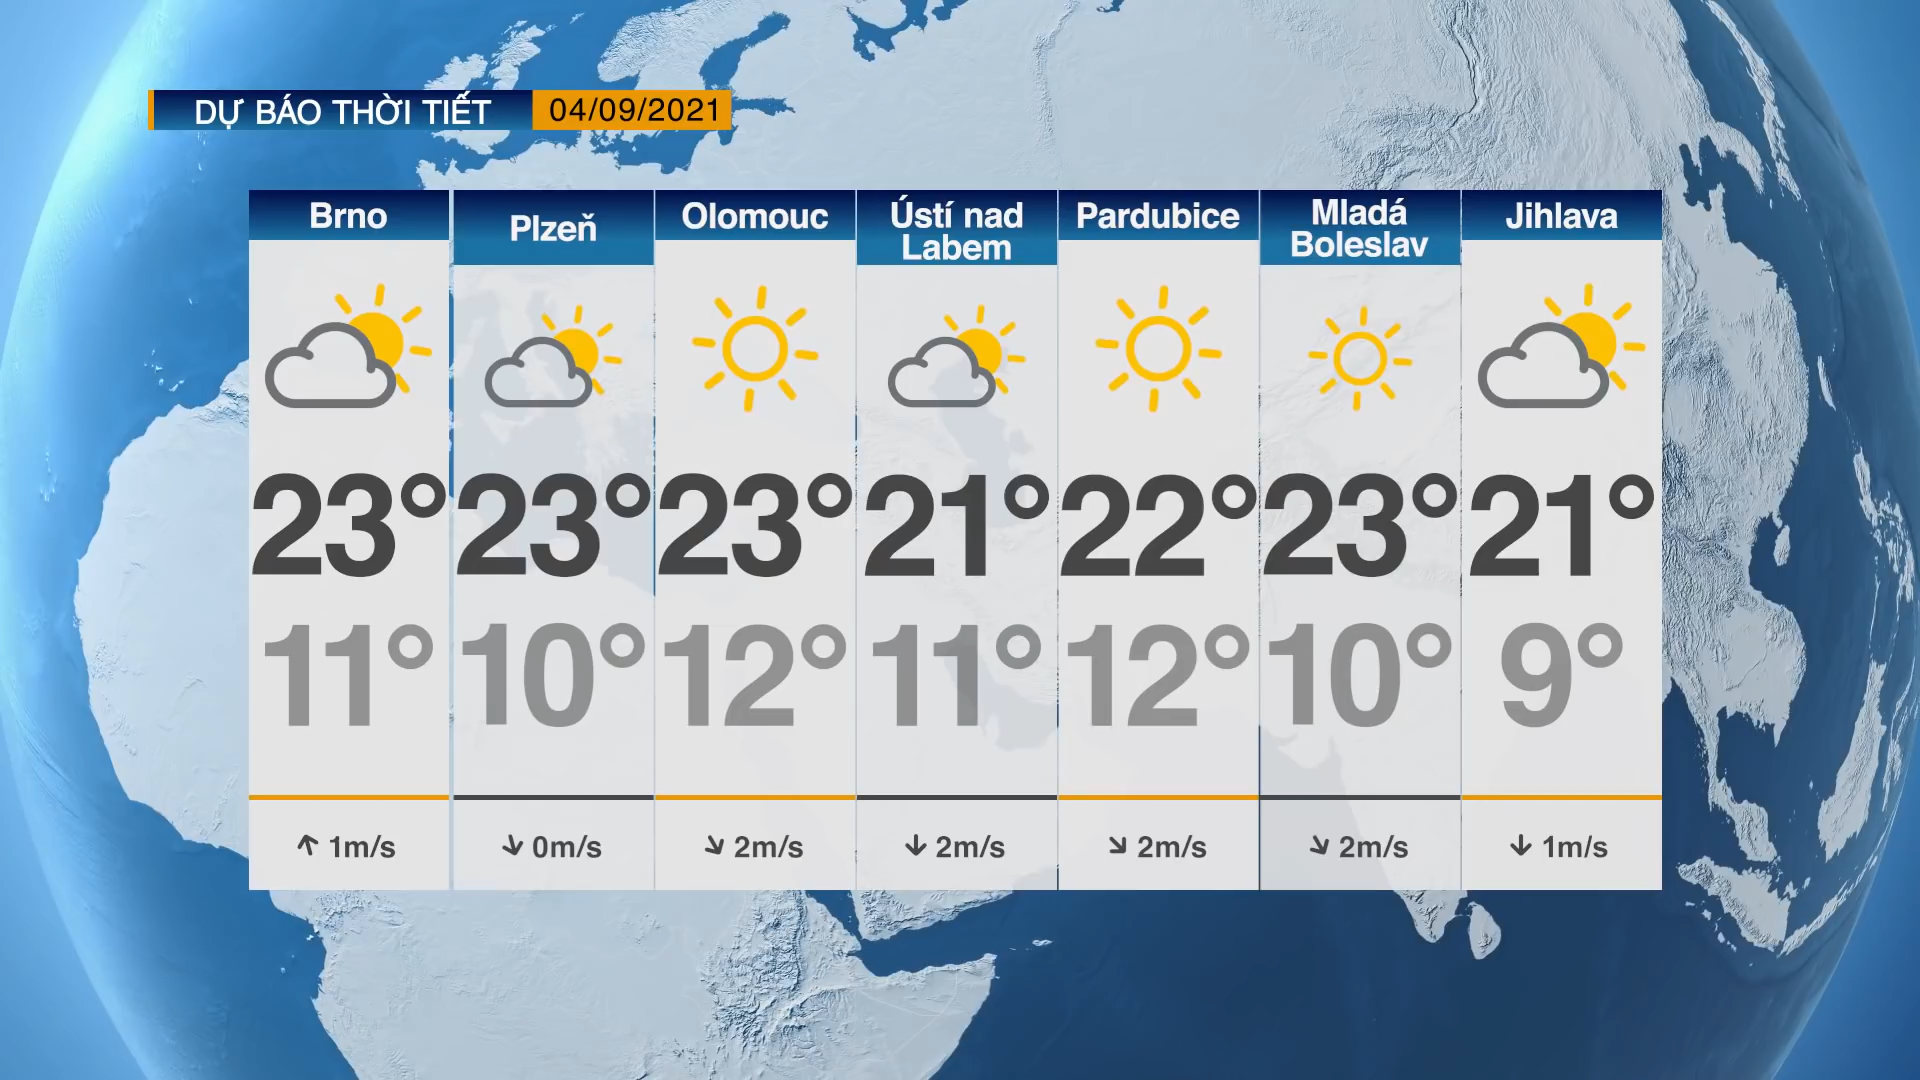 DỰ BÁO THỜI TIẾT 04/09/2021
Brno Plzeň Olomouc Ústí nad Labem Pardubice Mladá Boleslav Jihlava
23° 23° 23° 21° 22° 23° 21°
11° 10° 12° 11° 12° 10° 9°
1m/s 0m/s 2m/s 2m/s 2m/s 2m/s 1m/s